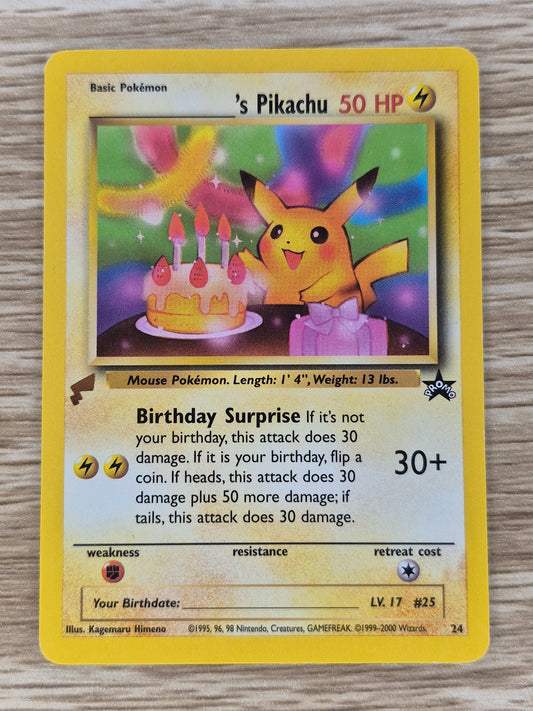 Basic Pokémon
's Pikachu 50 HP
Mouse Pokémon. Length: 1' 4", Weight: 13 lbs.
PROMO
Birthday Surprise If it's not
your birthday, this attack does 30
damage. If it is your birthday, flip a
coin. If heads, this attack does 30
damage plus 50 more damage; if
tails, this attack does 30 damage.
30+
weakness resistance retreat cost
Your Birthdate: LV. 17 #25
Illus. Kagemaru Himeno ©1995, 96, 98 Nintendo, Creatures, GAMEFREAK. ©1999-2000 Wizards. 24